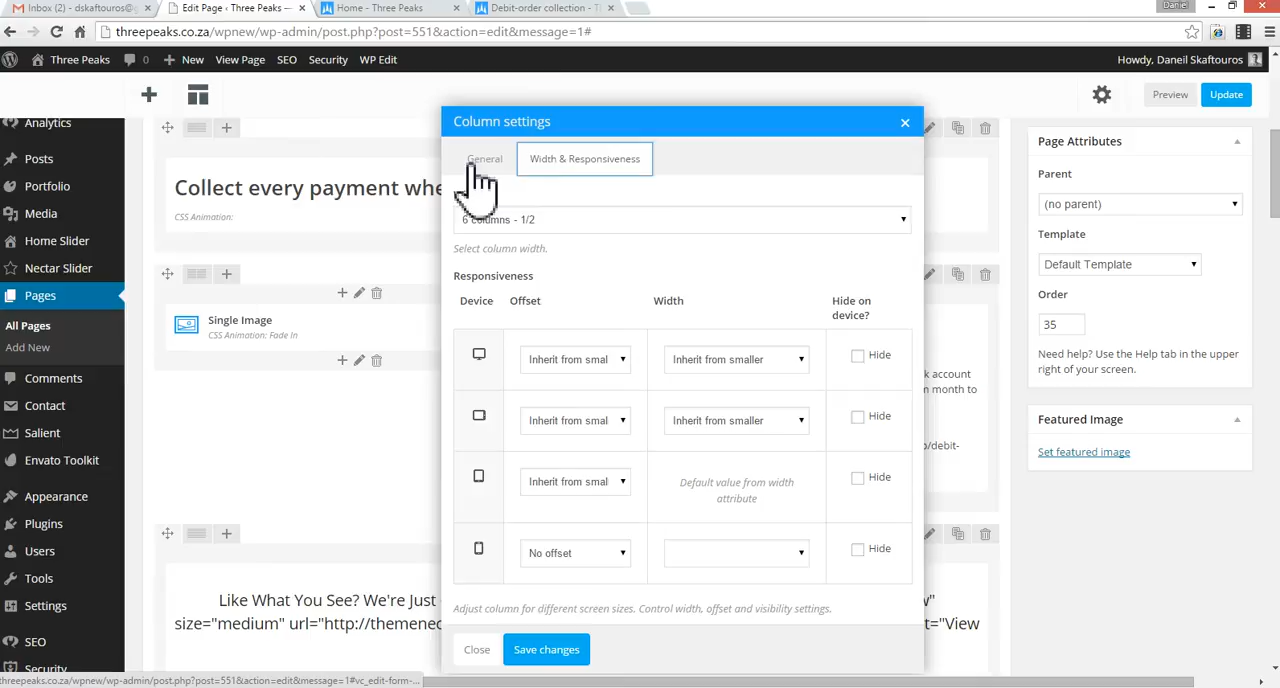 Daniel
Inbox (2) - dskaftouros@g
Edit Page ‹ Three Peaks —
Home - Three Peaks
Debit-order collection - T
threepeaks.co.za/wpnew/wp-admin/post.php?post=551&action=edit&message=1#
Three Peaks
0
New
View Page
SEO
Security
WP Edit
Howdy, Daneil Skaftouros
Preview
Update
Analytics
Posts
Portfolio
Media
Home Slider
Nectar Slider
Pages
All Pages
Add New
Comments
Contact
Salient
Envato Toolkit
Appearance
Plugins
Users
Tools
Settings
SEO
Security
Collect every payment whe
CSS Animation:
Single Image
CSS Animation: Fade In
k account
om month to
o/debit-
Like What You See? We're Just
w"
size="medium" url="http://themenec
t="View
Column settings
General
Width & Responsiveness
6 columns - 1/2
Select column width.
Responsiveness
Device
Offset
Width
Hide on
device?
Inherit from smal
Inherit from smaller
Hide
Inherit from smal
Inherit from smaller
Hide
Inherit from smal
Default value from width
attribute
Hide
No offset
Hide
Adjust column for different screen sizes. Control width, offset and visibility settings.
Close
Save changes
Page Attributes
Parent
(no parent)
Template
Default Template
Order
35
Need help? Use the Help tab in the upper
right of your screen.
Featured Image
Set featured image
threepeaks.co.za/wpnew/wp-admin/post.php?post=551&action=edit&message=1#vc_edit-form-...